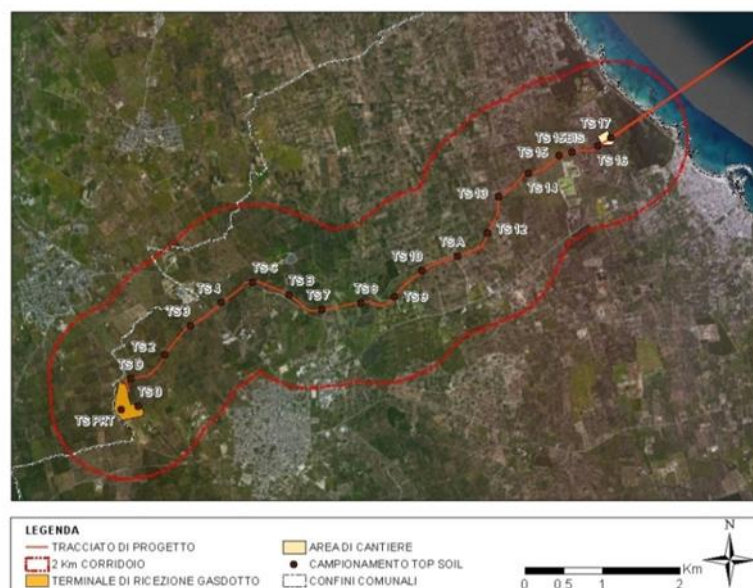 TS 17
TS 15BIS
TS 15
TS 16
TS 14
TS 13
TS 12
TS A
TS 10
TS C
TS B
TS 9
TS 8
TS 7
TS 4
TS 3
TS 2
TS D
TS PRT
LEGENDA
TRACCIATO DI PROGETTO
2 Km CORRIDOIO
TERMINALE DI RICEZIONE GASDOTTO
AREA DI CANTIERE
CAMPIONAMENTO TOP SOIL
CONFINI COMUNALI
N
Km
0 0.5 1 2